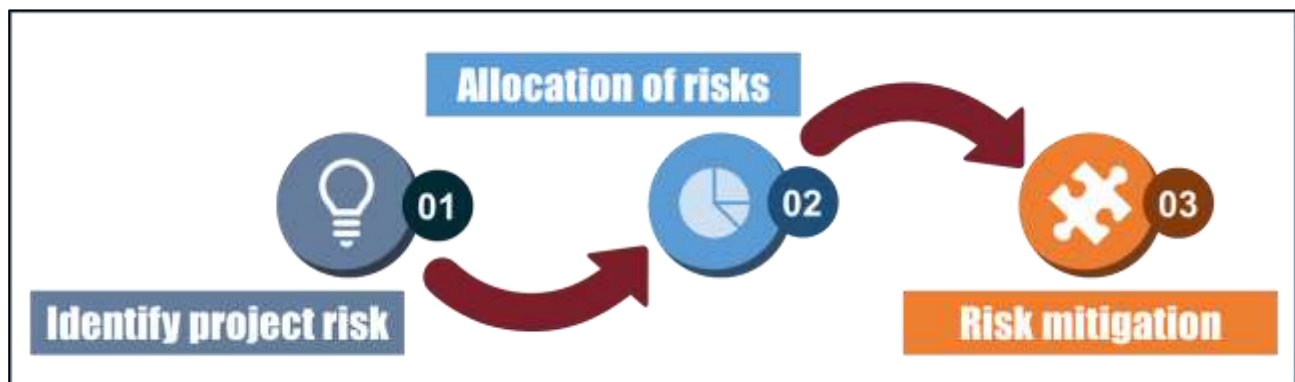 Identify project risk
01
Allocation of risks
02
Risk mitigation
03